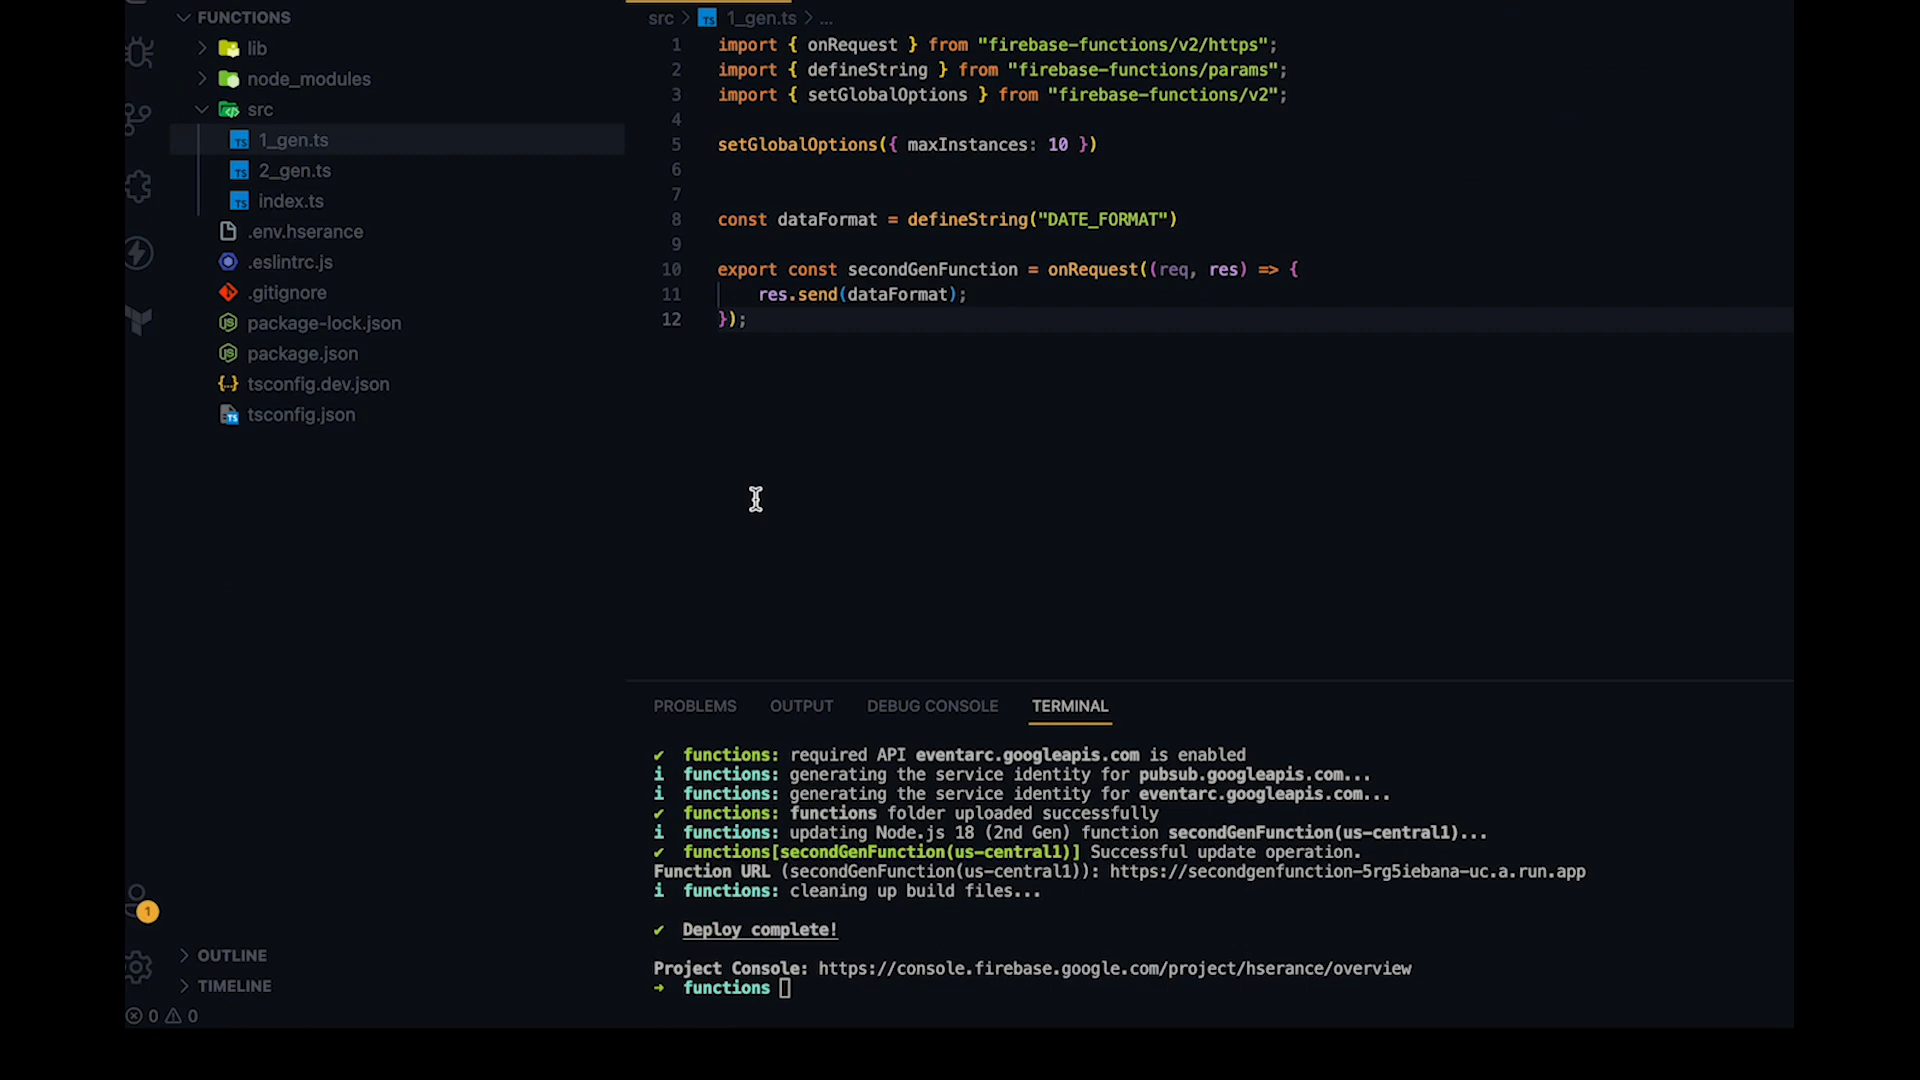 FUNCTIONS
lib
node_modules
src
TS 1_gen.ts
TS 2_gen.ts
TS index.ts
.env.hserance
.eslintrc.js
.gitignore
package-lock.json
package.json
tsconfig.dev.json
tsconfig.json
1
OUTLINE
TIMELINE
0 0
src > TS 1_gen.ts > ...
1 import { onRequest } from "firebase-functions/v2/https";
2 import { defineString } from "firebase-functions/params";
3 import { setGlobalOptions } from "firebase-functions/v2";
4
5 setGlobalOptions({ maxInstances: 10 })
6
7
8 const dataFormat = defineString("DATE_FORMAT")
9
10 export const secondGenFunction = onRequest((req, res) => {
11 res.send(dataFormat);
12 });
PROBLEMS OUTPUT DEBUG CONSOLE TERMINAL
✔ functions: required API eventarc.googleapis.com is enabled
i functions: generating the service identity for pubsub.googleapis.com...
i functions: generating the service identity for eventarc.googleapis.com...
✔ functions: functions folder uploaded successfully
i functions: updating Node.js 18 (2nd Gen) function secondGenFunction(us-central1)...
✔ functions[secondGenFunction(us-central1)] Successful update operation.
Function URL (secondGenFunction(us-central1)): https://secondgenfunction-5rg5iebana-uc.a.run.app
i functions: cleaning up build files...
✔ Deploy complete!
Project Console: https://console.firebase.google.com/project/hserance/overview
➜ functions